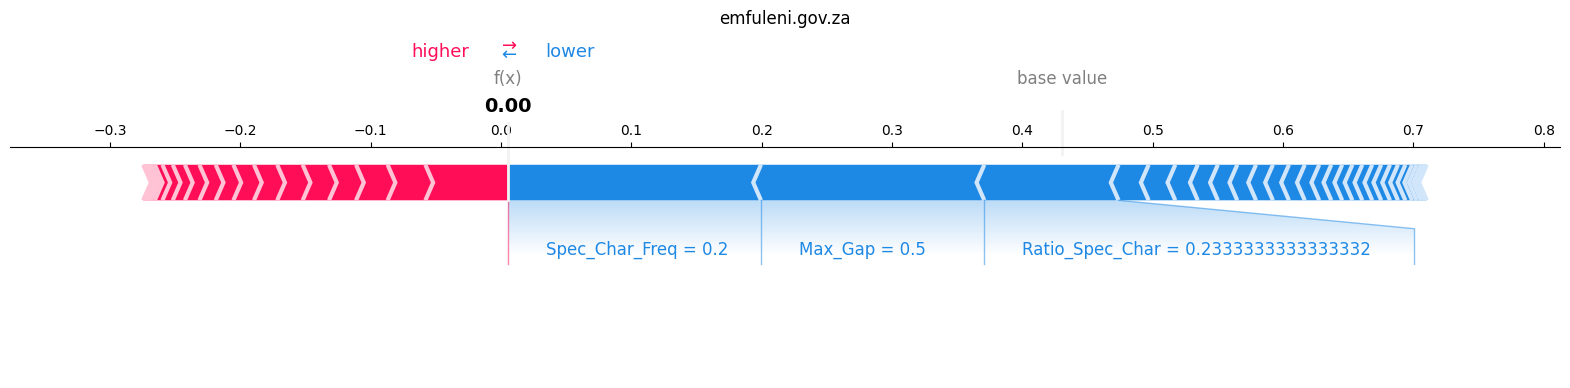 emfuleni.gov.za
higher ⇄ lower
f(x) base value
0.00
−0.3 −0.2 −0.1 0.0 0.1 0.2 0.3 0.4 0.5 0.6 0.7 0.8
Spec_Char_Freq = 0.2 Max_Gap = 0.5 Ratio_Spec_Char = 0.2333333333333332